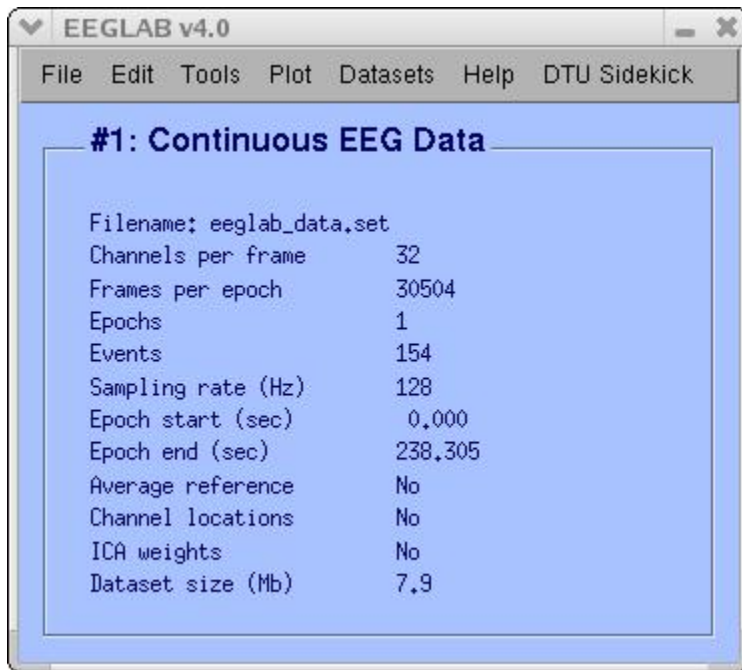 EEGLAB v4.0
File Edit Tools Plot Datasets Help DTU Sidekick
#1: Continuous EEG Data
Filename: eeglab_data.set
Channels per frame 32
Frames per epoch 30504
Epochs 1
Events 154
Sampling rate (Hz) 128
Epoch start (sec) 0.000
Epoch end (sec) 238.305
Average reference No
Channel locations No
ICA weights No
Dataset size (Mb) 7.9